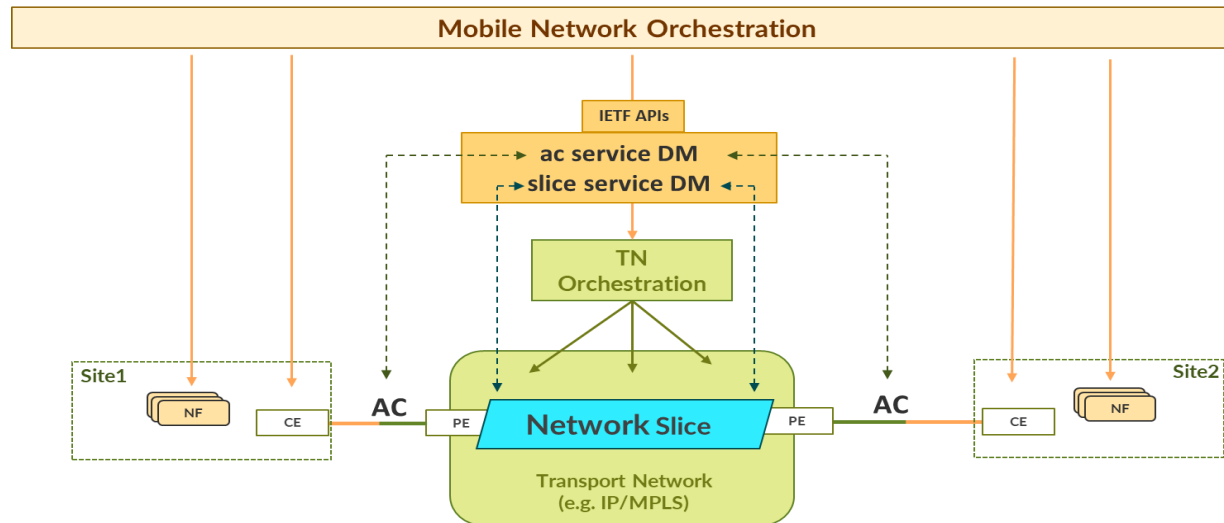 Mobile Network Orchestration
IETF APIs
ac service DM
slice service DM
TN
Orchestration
Site1
Site2
NF
NF
AC
AC
CE
CE
PE
PE
Network Slice
Transport Network
(e.g. IP/MPLS)